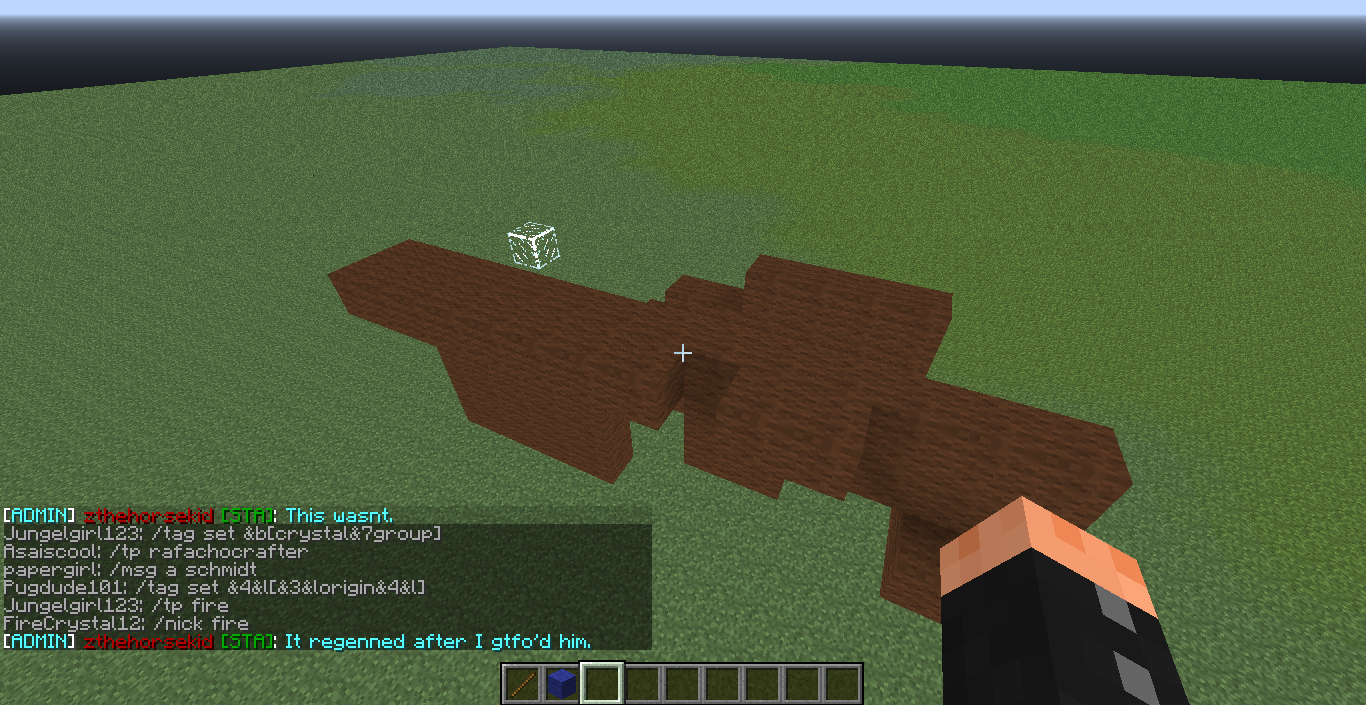 [ADMIN] zthehorsekid [STA]: This wasnt.
Jungelgirl123: /tag set &b[crystal&7group]
Asaiscool: /tp rafachocrafter
papergirl: /msg a schmidt
Pugdude101: /tag set &4&l[&3&lorigin&4&l]
Jungelgirl123: /tp fire
FireCrystal12: /nick fire
[ADMIN] zthehorsekid [STA]: It regenned after I gtfo'd him.